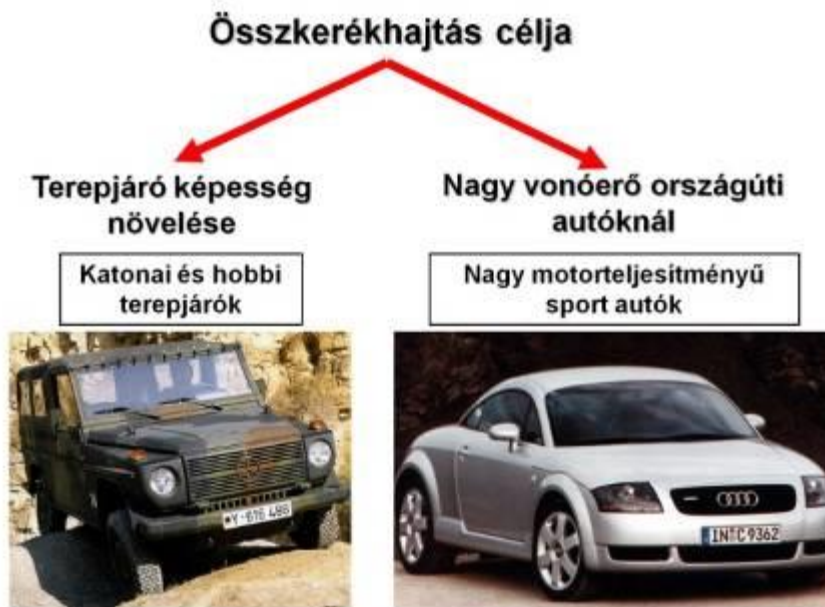 Összkerékhajtás célja
Terepjáró képesség
növelése
Nagy vonóerő országúti
autóknál
Katonai és hobbi
terepjárók
Nagy motorteljesítményű
sport autók
Y-616 486
IN C 9362